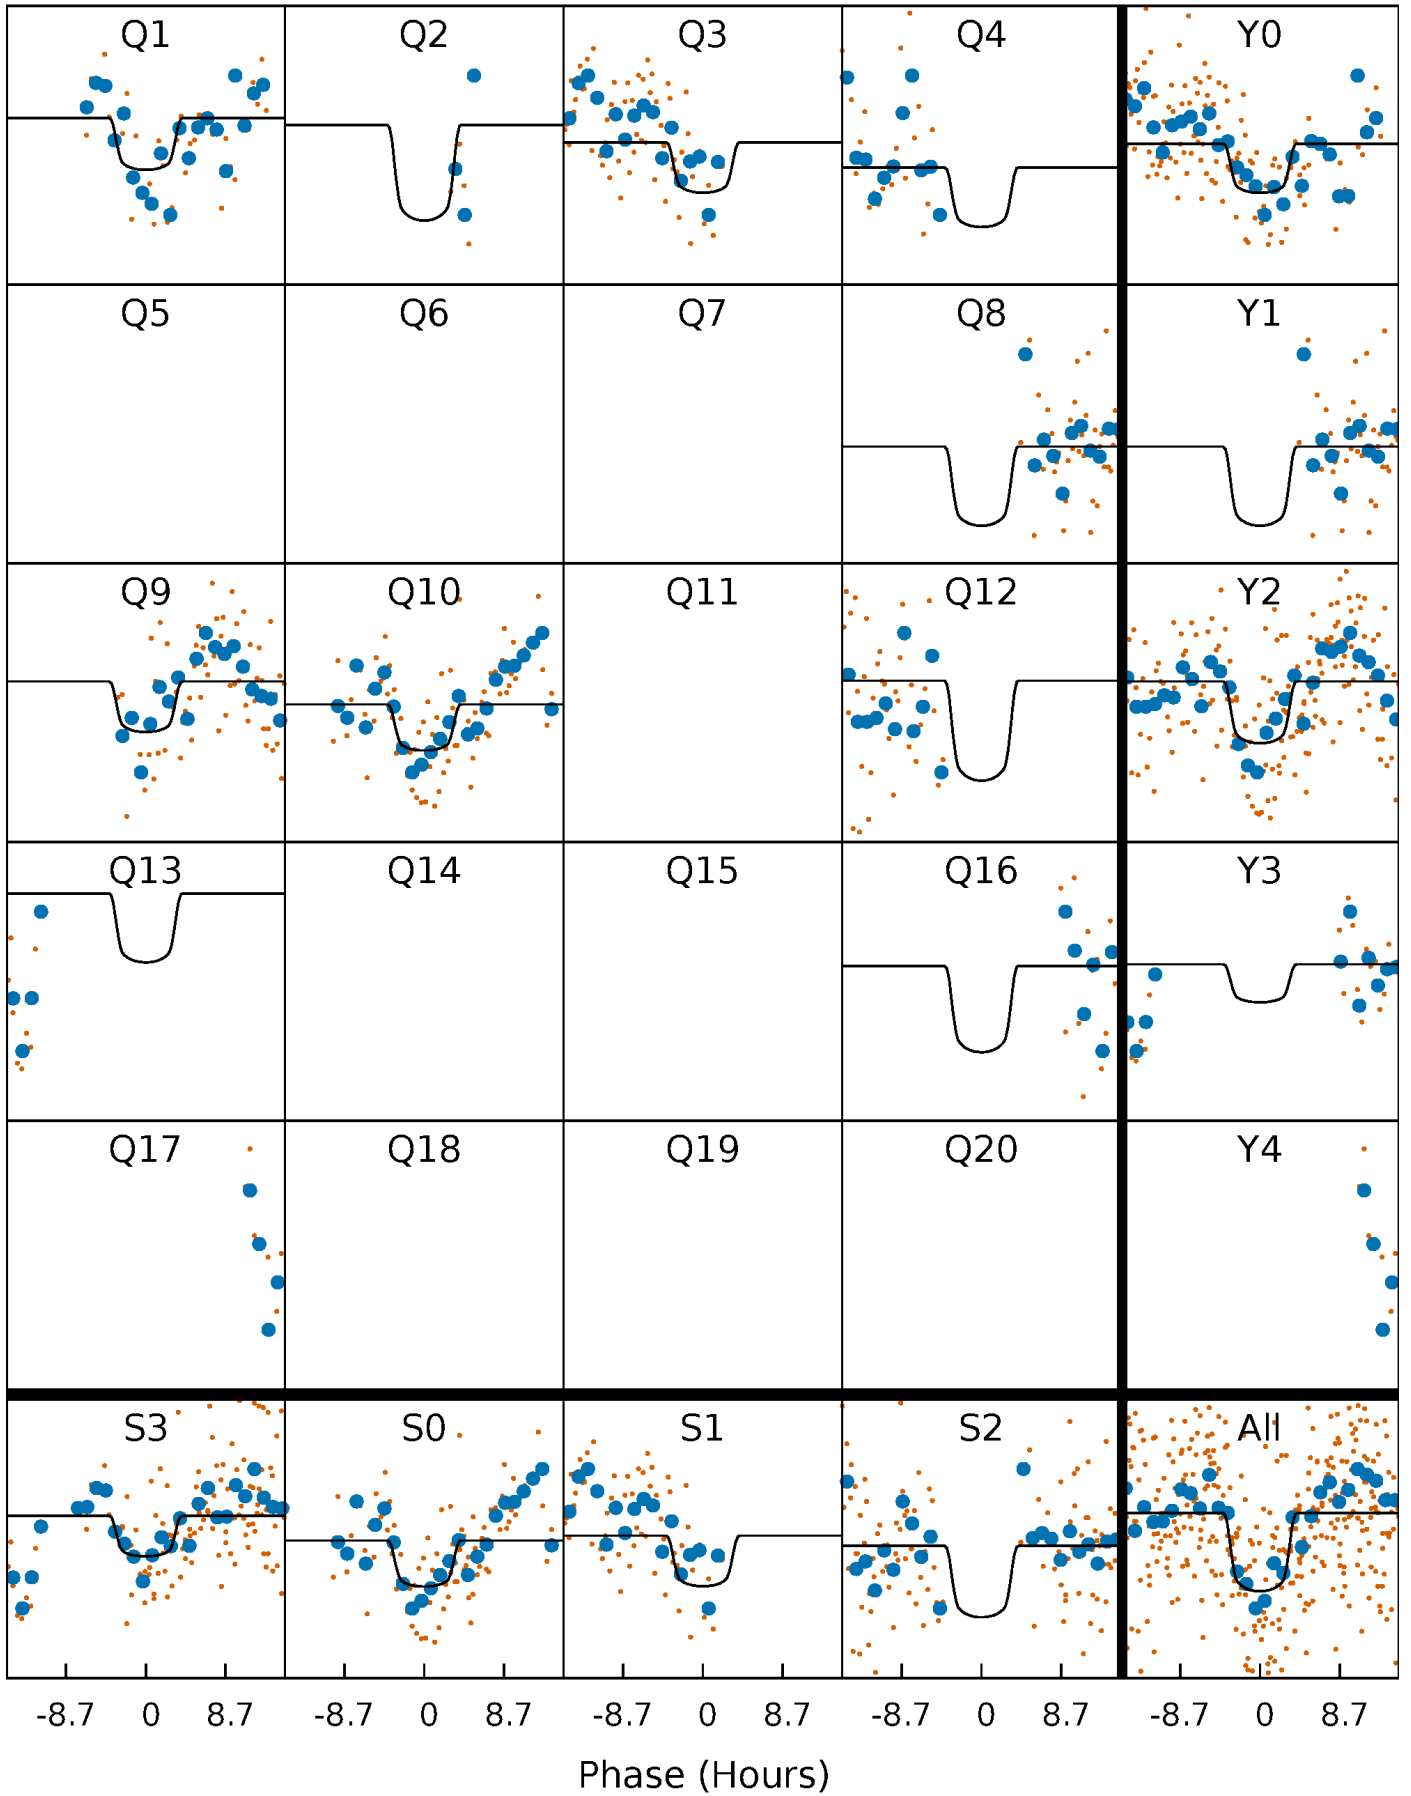 Q1 Q2 Q3 Q4 Y0
Q5 Q6 Q7 Q8 Y1
Q9 Q10 Q11 Q12 Y2
Q13 Q14 Q15 Q16 Y3
Q17 Q18 Q19 Q20 Y4
S3 S0 S1 S2 All
-8.7 0 8.7 -8.7 0 8.7 -8.7 0 8.7 -8.7 0 8.7 -8.7 0 8.7
Phase (Hours)